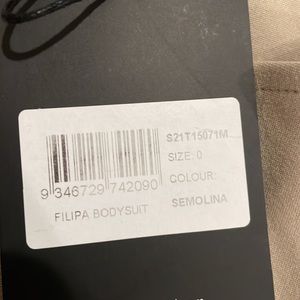 S21T15071M
SIZE: 0
9 346729 742090
COLOUR:
FILIPA BODYSUIT
SEMOLINA